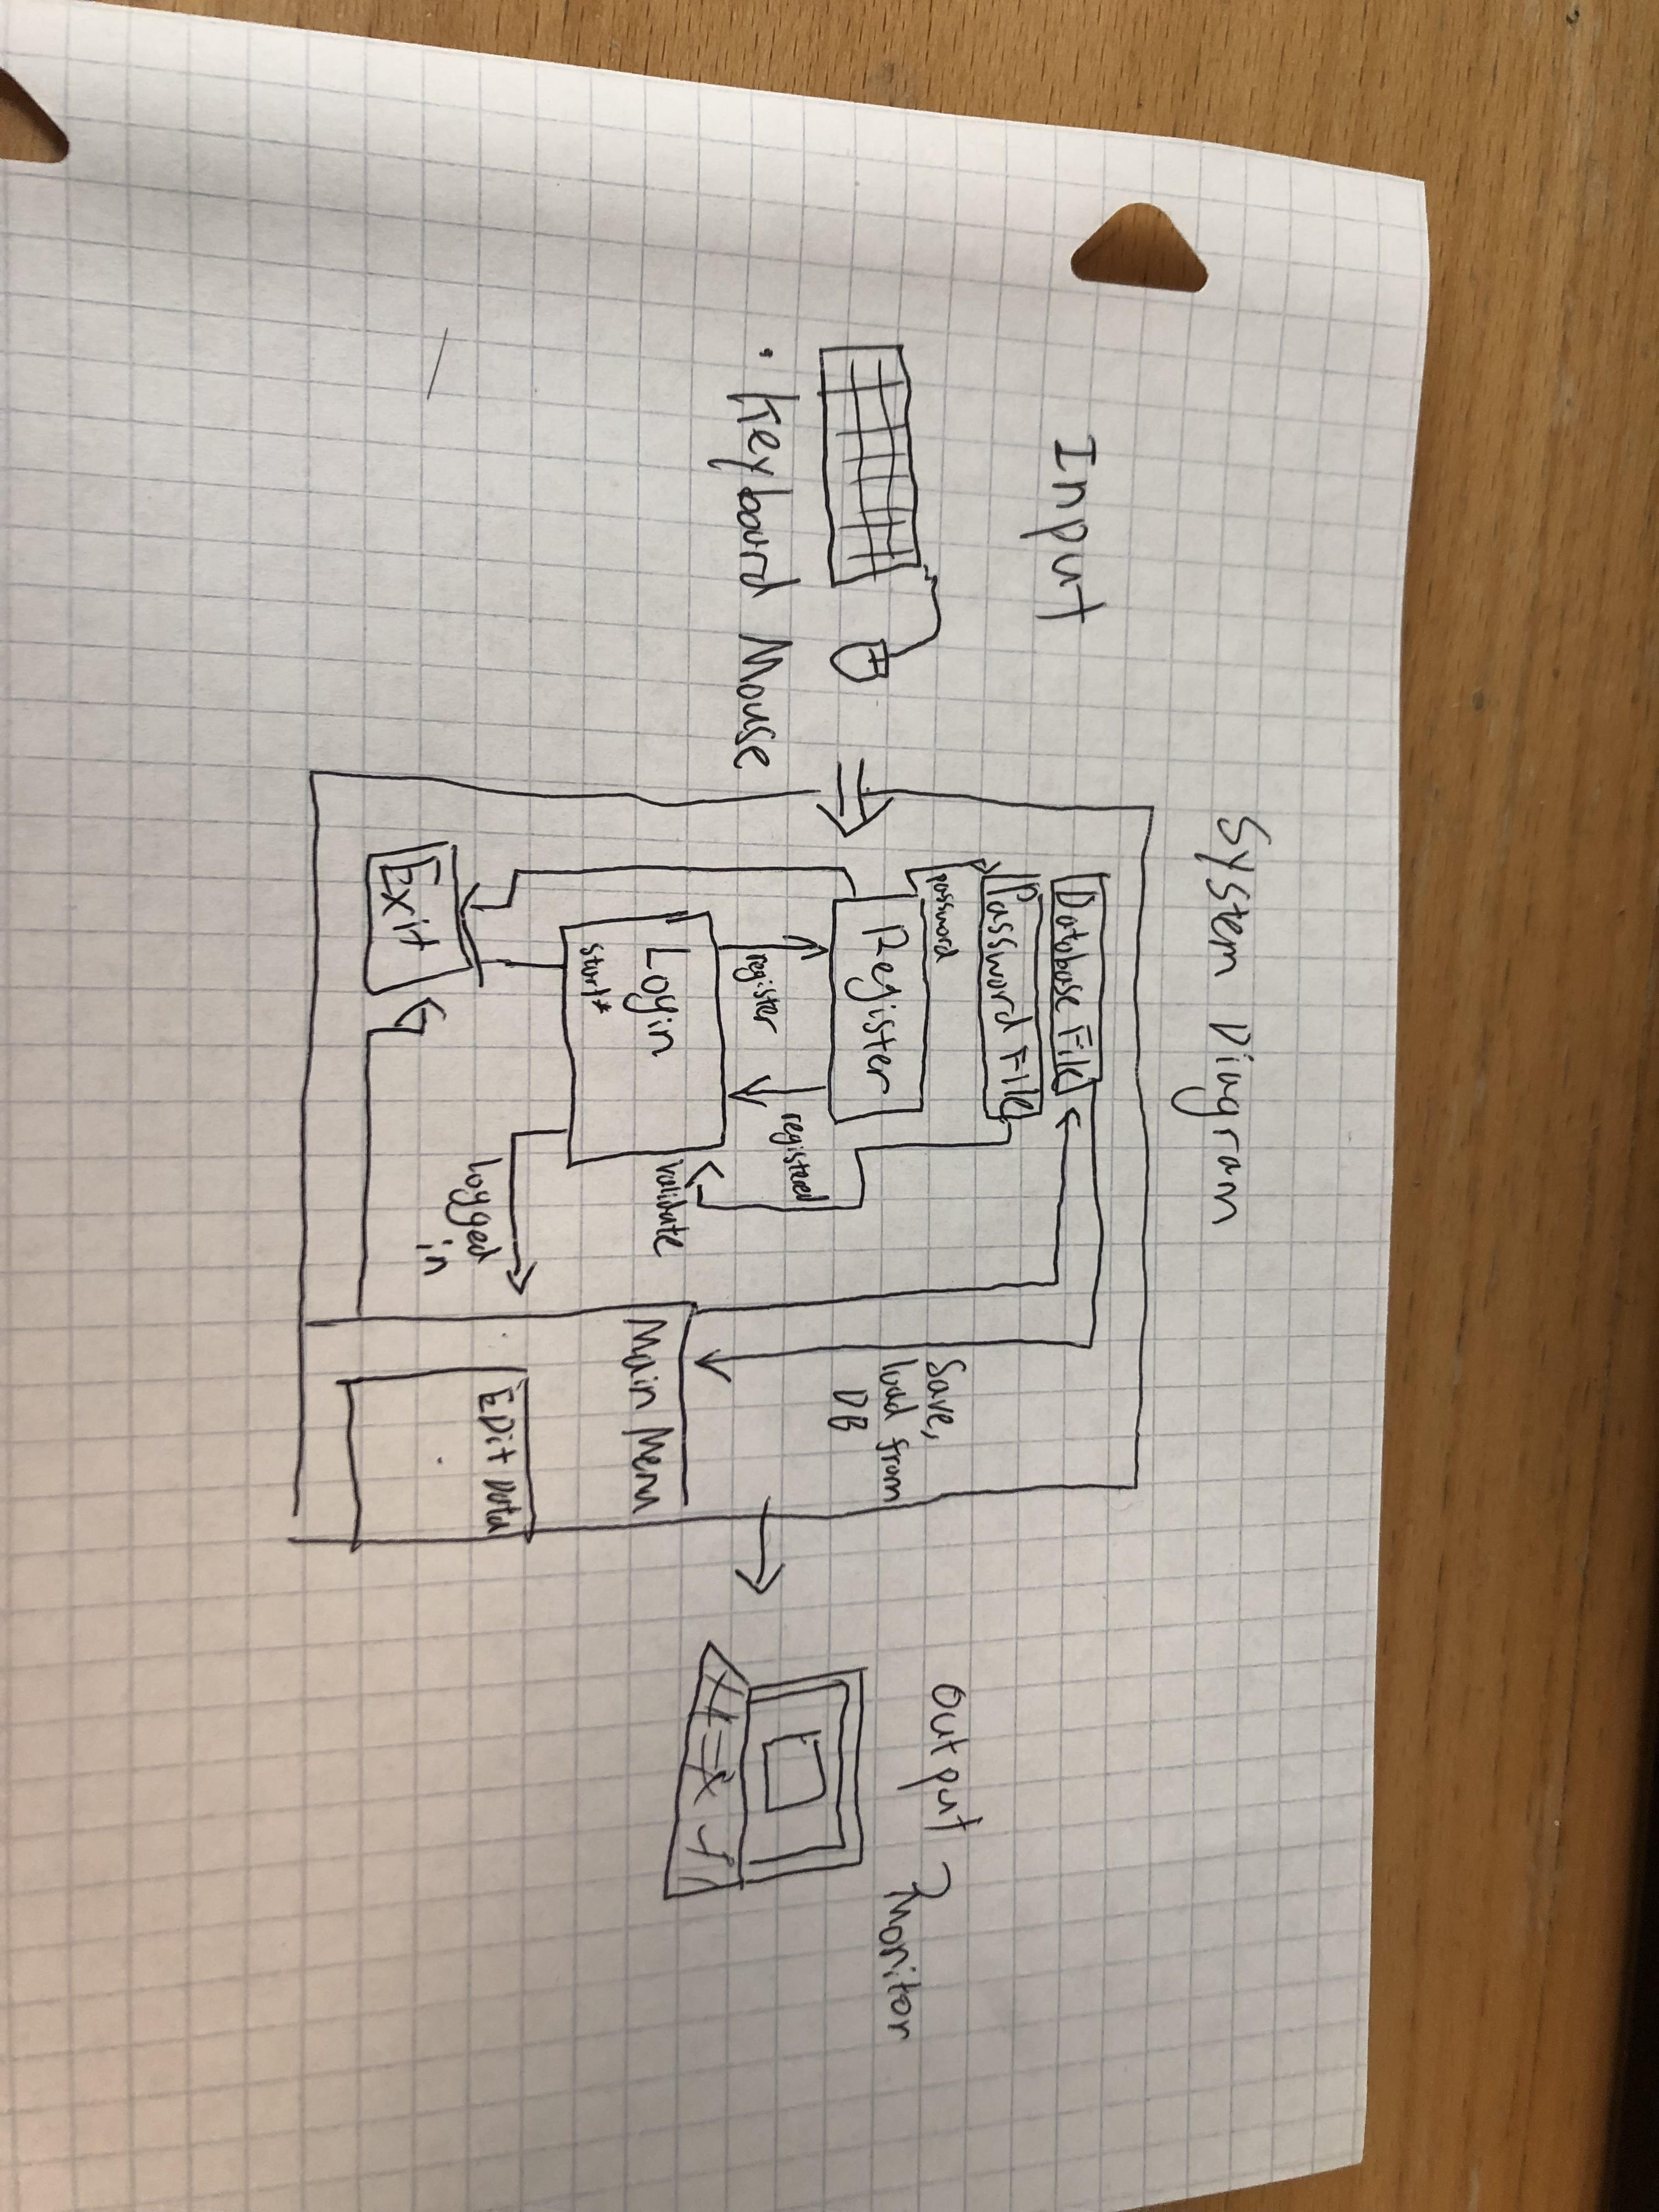 System Diagram
Input
Database File
Password File
password
Register
Save,
load from
DB
Output
Monitor
registered
register
Keyboard Mouse
Login
start*
validate
Main Menu
EDit Data
logged
in
Exit